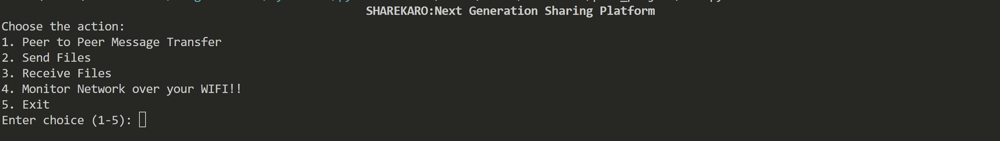 SHAREKARO:Next Generation Sharing Platform
Choose the action:
1. Peer to Peer Message Transfer
2. Send Files
3. Receive Files
4. Monitor Network over your WIFI!!
5. Exit
Enter choice (1-5):